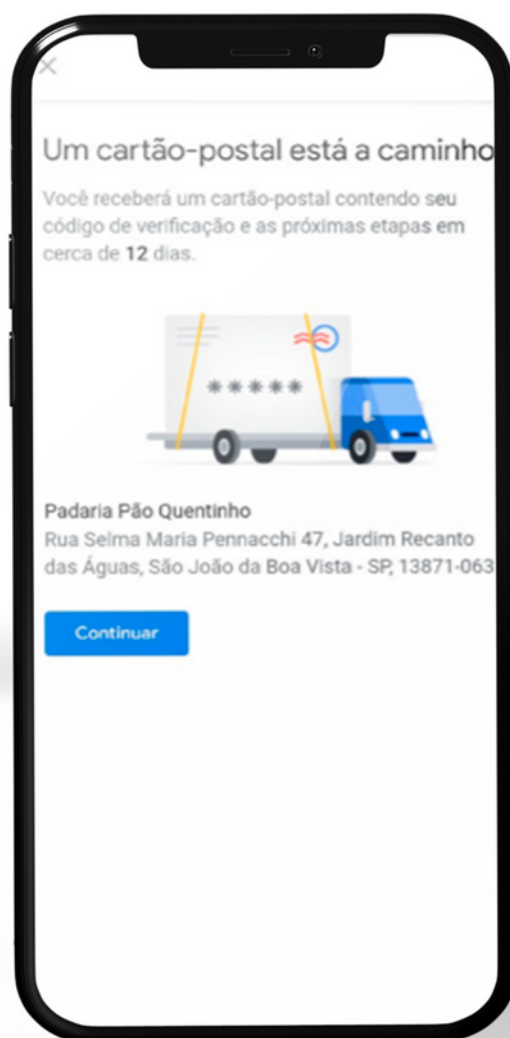 Um cartão-postal está a caminho
Você receberá um cartão-postal contendo seu
código de verificação e as próximas etapas em
cerca de 12 dias.
*****
Padaria Pão Quentinho
Rua Selma Maria Pennacchi 47, Jardim Recanto
das Águas, São João da Boa Vista - SP, 13871-063
Continuar